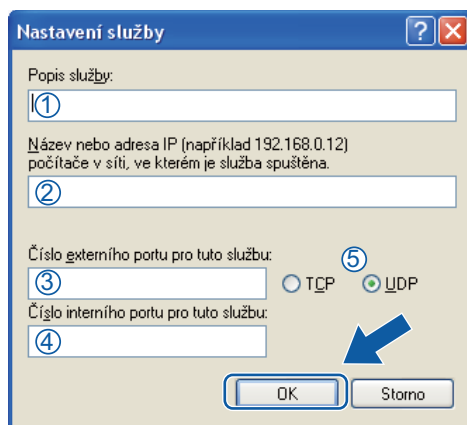 Nastavení služby
Popis služby:
①
Název nebo adresa IP (například 192.168.0.12)
počítače v síti, ve kterém je služba spuštěna.
②
Číslo externího portu pro tuto službu:
⑤
③
TCP
UDP
Číslo interního portu pro tuto službu:
④
OK
Storno